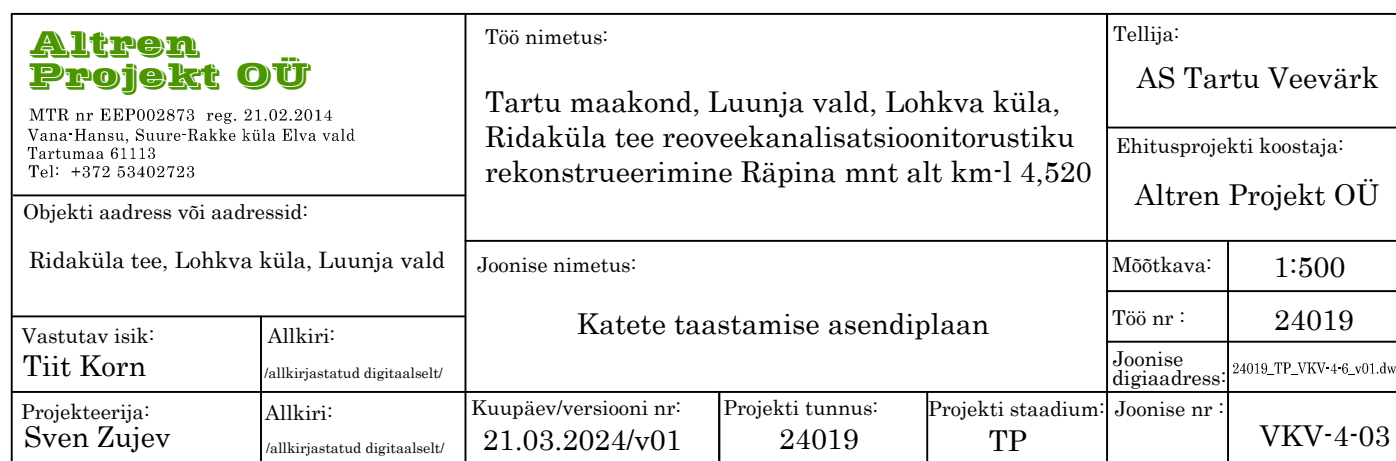 Altren
Projekt OÜ
MTR nr EEP002873 reg. 21.02.2014
Vana-Hansu, Suure-Rakke küla Elva vald
Tartumaa 61113
Tel: +372 53402723
Objekti aadress või aadressid:
Ridaküla tee, Lohkva küla, Luunja vald
Vastutav isik:
Tiit Korn
Allkiri:
/allkirjastatud digitaalselt/
Projekteerija:
Sven Zujev
Allkiri:
/allkirjastatud digitaalselt/
Töö nimetus:
Tartu maakond, Luunja vald, Lohkva küla,
Ridaküla tee reoveekanalisatsioonitorustiku
rekonstrueerimine Räpina mnt alt km-l 4,520
Joonise nimetus:
Katete taastamise asendiplaan
Kuupäev/versiooni nr:
21.03.2024/v01
Projekti tunnus:
24019
Projekti staadium:
TP
Tellija:
AS Tartu Veevärk
Ehitusprojekti koostaja:
Altren Projekt OÜ
Mõõtkava:
1:500
Töö nr :
24019
Joonise
digiaadress:
24019_TP_VKV-4-6_v01.dw
Joonise nr :
VKV-4-03